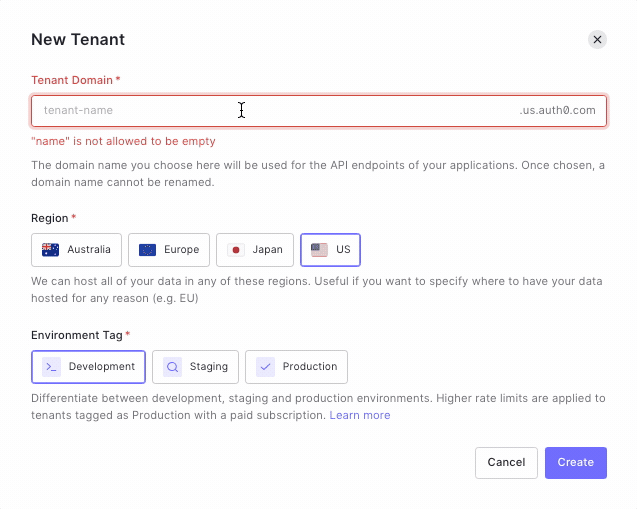 New Tenant
Tenant Domain *
tenant-name .us.auth0.com
"name" is not allowed to be empty
The domain name you choose here will be used for the API endpoints of your applications. Once chosen, a
domain name cannot be renamed.
Region *
Australia Europe Japan US
We can host all of your data in any of these regions. Useful if you want to specify where to have your data
hosted for any reason (e.g. EU)
Environment Tag *
Development Staging Production
Differentiate between development, staging and production environments. Higher rate limits are applied to
tenants tagged as Production with a paid subscription. Learn more
Cancel Create